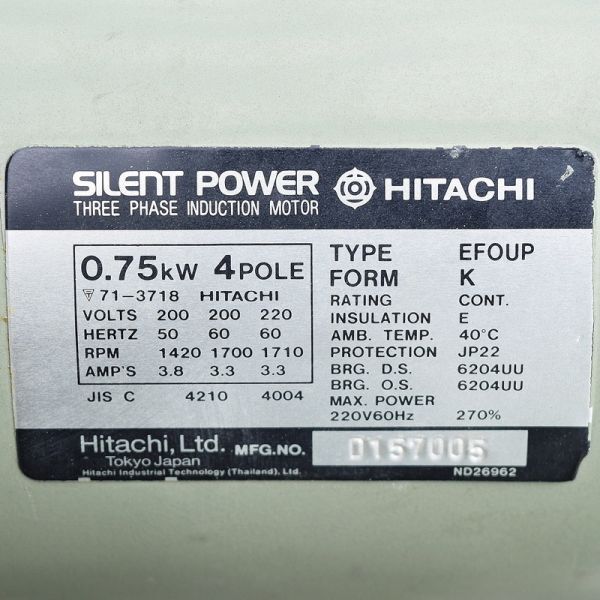 SILENT POWER HITACHI
THREE PHASE INDUCTION MOTOR
0.75kW 4POLE
71-3718 HITACHI
VOLTS 200 200 220
HERTZ 50 60 60
RPM 1420 1700 1710
AMP'S 3.8 3.3 3.3
JIS C 4210 4004
TYPE EFOUP
FORM K
RATING CONT.
INSULATION E
AMB. TEMP. 40°C
PROTECTION JP22
BRG. D.S. 6204UU
BRG. O.S. 6204UU
MAX. POWER
220V60Hz 270%
Hitachi, Ltd. MFG.NO. D157005
Tokyo Japan
Hitachi Industrial Technology (Thailand). Ltd. ND26962